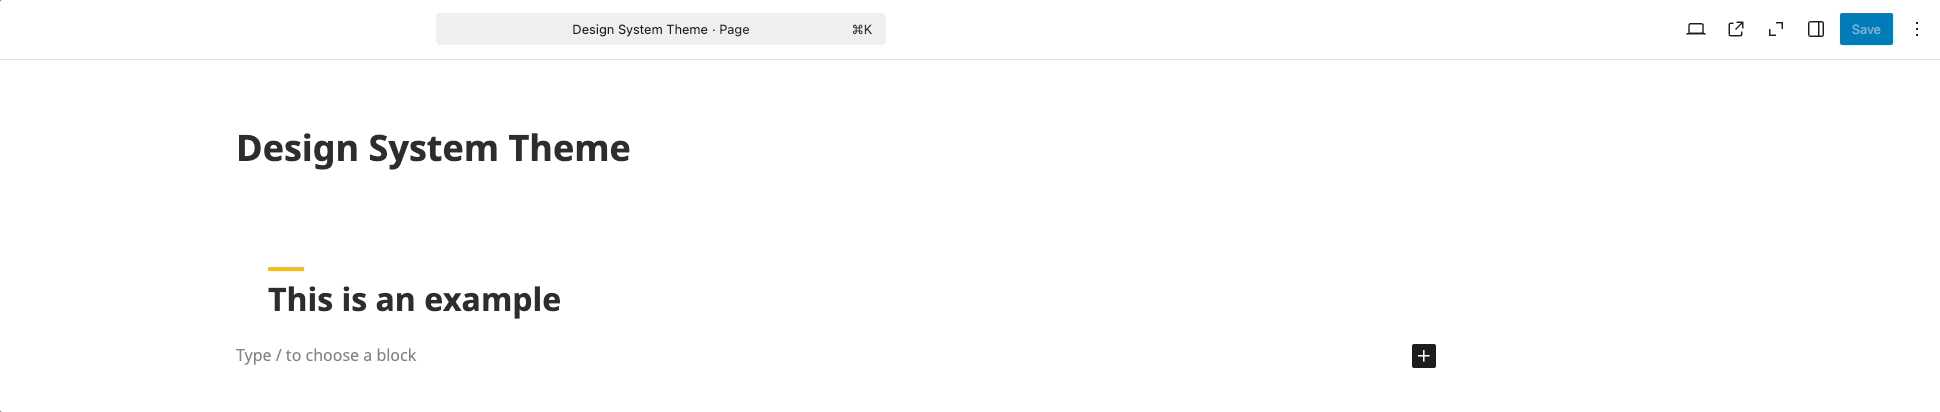 Design System Theme · Page ⌘K
Save
Design System Theme
This is an example
Type / to choose a block